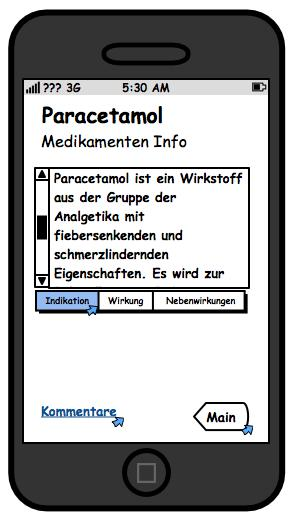 ??? 3G 5:30 AM
Paracetamol
Medikamenten Info
Paracetamol ist ein Wirkstoff
aus der Gruppe der
Analgetika mit
fiebersenkenden und
schmerzlindernden
Eigenschaften. Es wird zur
Indikation Wirkung Nebenwirkungen
Kommentare
Main